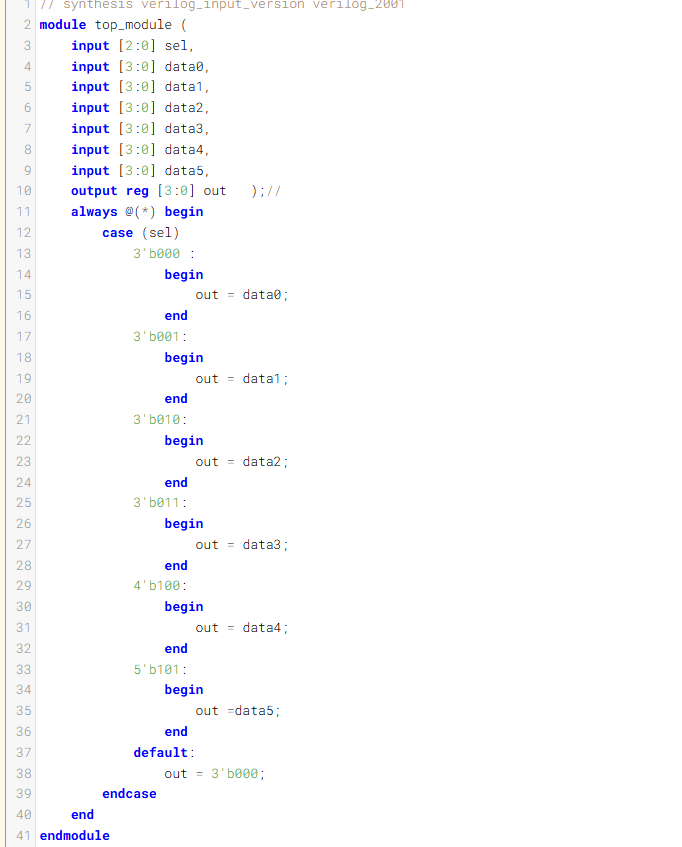 1 // synthesis verilog_input_version verilog_2001
2 module top_module (
3     input [2:0] sel,
4     input [3:0] data0,
5     input [3:0] data1,
6     input [3:0] data2,
7     input [3:0] data3,
8     input [3:0] data4,
9     input [3:0] data5,
10     output reg [3:0] out   );//
11     always @(*) begin
12         case (sel)
13             3'b000 :
14                 begin
15                     out = data0;
16                 end
17             3'b001:
18                 begin
19                     out = data1;
20                 end
21             3'b010:
22                 begin
23                     out = data2;
24                 end
25             3'b011:
26                 begin
27                     out = data3;
28                 end
29             4'b100:
30                 begin
31                     out = data4;
32                 end
33             5'b101:
34                 begin
35                     out =data5;
36                 end
37             default:
38                 out = 3'b000;
39         endcase
40     end
41 endmodule